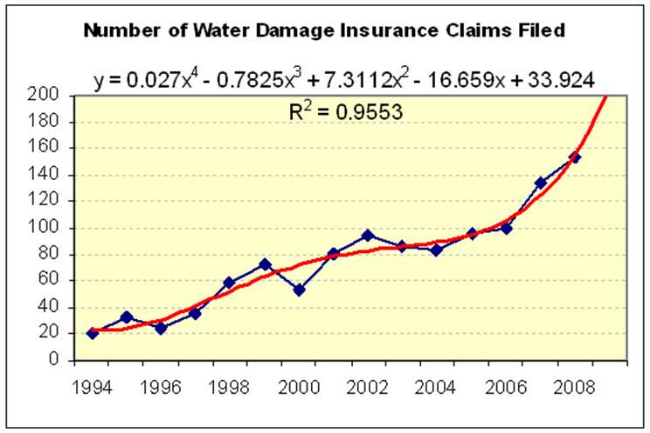 Number of Water Damage Insurance Claims Filed
y = 0.027x⁴ - 0.7825x³ + 7.3112x² - 16.659x + 33.924
R² = 0.9553
200
180
160
140
120
100
80
60
40
20
0
1994 1996 1998 2000 2002 2004 2006 2008